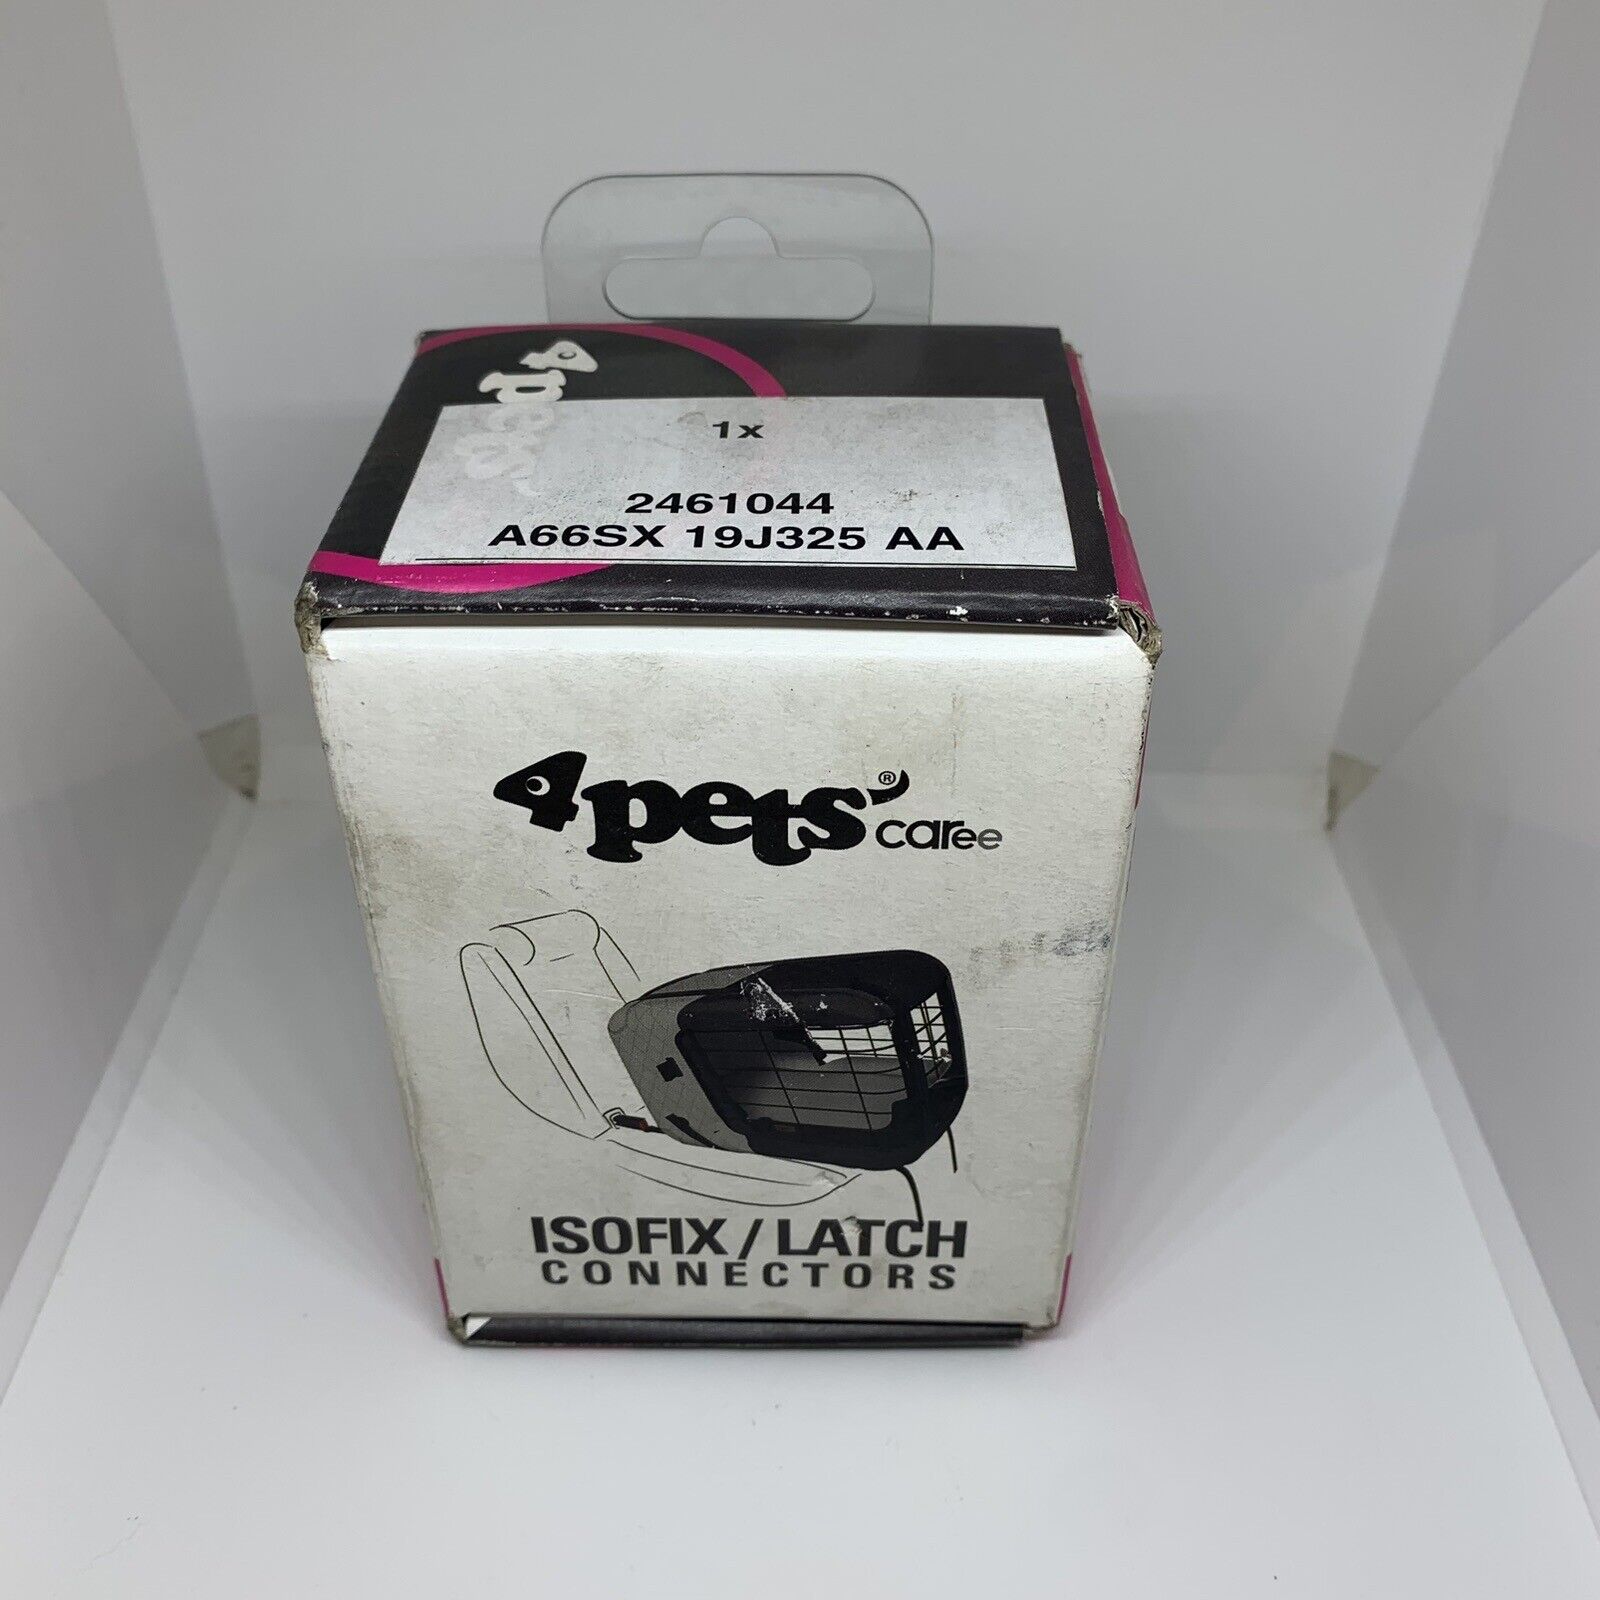 4pets
1x
2461044
A66SX 19J325 AA
4pets® caree
ISOFIX / LATCH
CONNECTORS